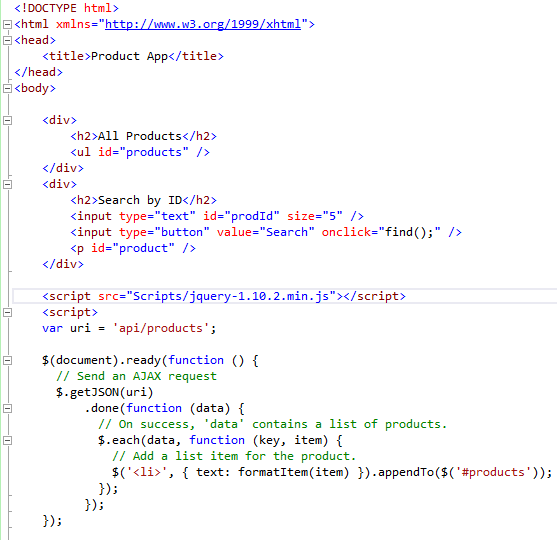 <!DOCTYPE html>
<html xmlns="http://www.w3.org/1999/xhtml">
<head>
    <title>Product App</title>
</head>
<body>

    <div>
        <h2>All Products</h2>
        <ul id="products" />
    </div>
    <div>
        <h2>Search by ID</h2>
        <input type="text" id="prodId" size="5" />
        <input type="button" value="Search" onclick="find();" />
        <p id="product" />
    </div>

    <script src="Scripts/jquery-1.10.2.min.js"></script>
    <script>
    var uri = 'api/products';

    $(document).ready(function () {
      // Send an AJAX request
      $.getJSON(uri)
          .done(function (data) {
            // On success, 'data' contains a list of products.
            $.each(data, function (key, item) {
              // Add a list item for the product.
              $('<li>', { text: formatItem(item) }).appendTo($('#products'));
            });
          });
    });